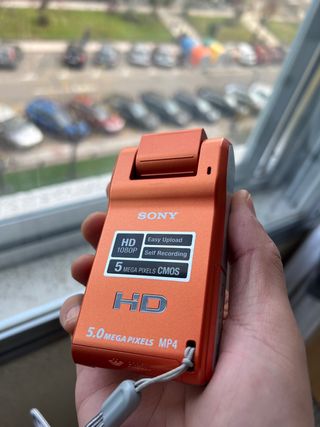 SONY
HD
1080P
Easy Upload
Self Recording
5 MEGA PIXELS CMOS
HD
5.0 MEGA PIXELS MP4